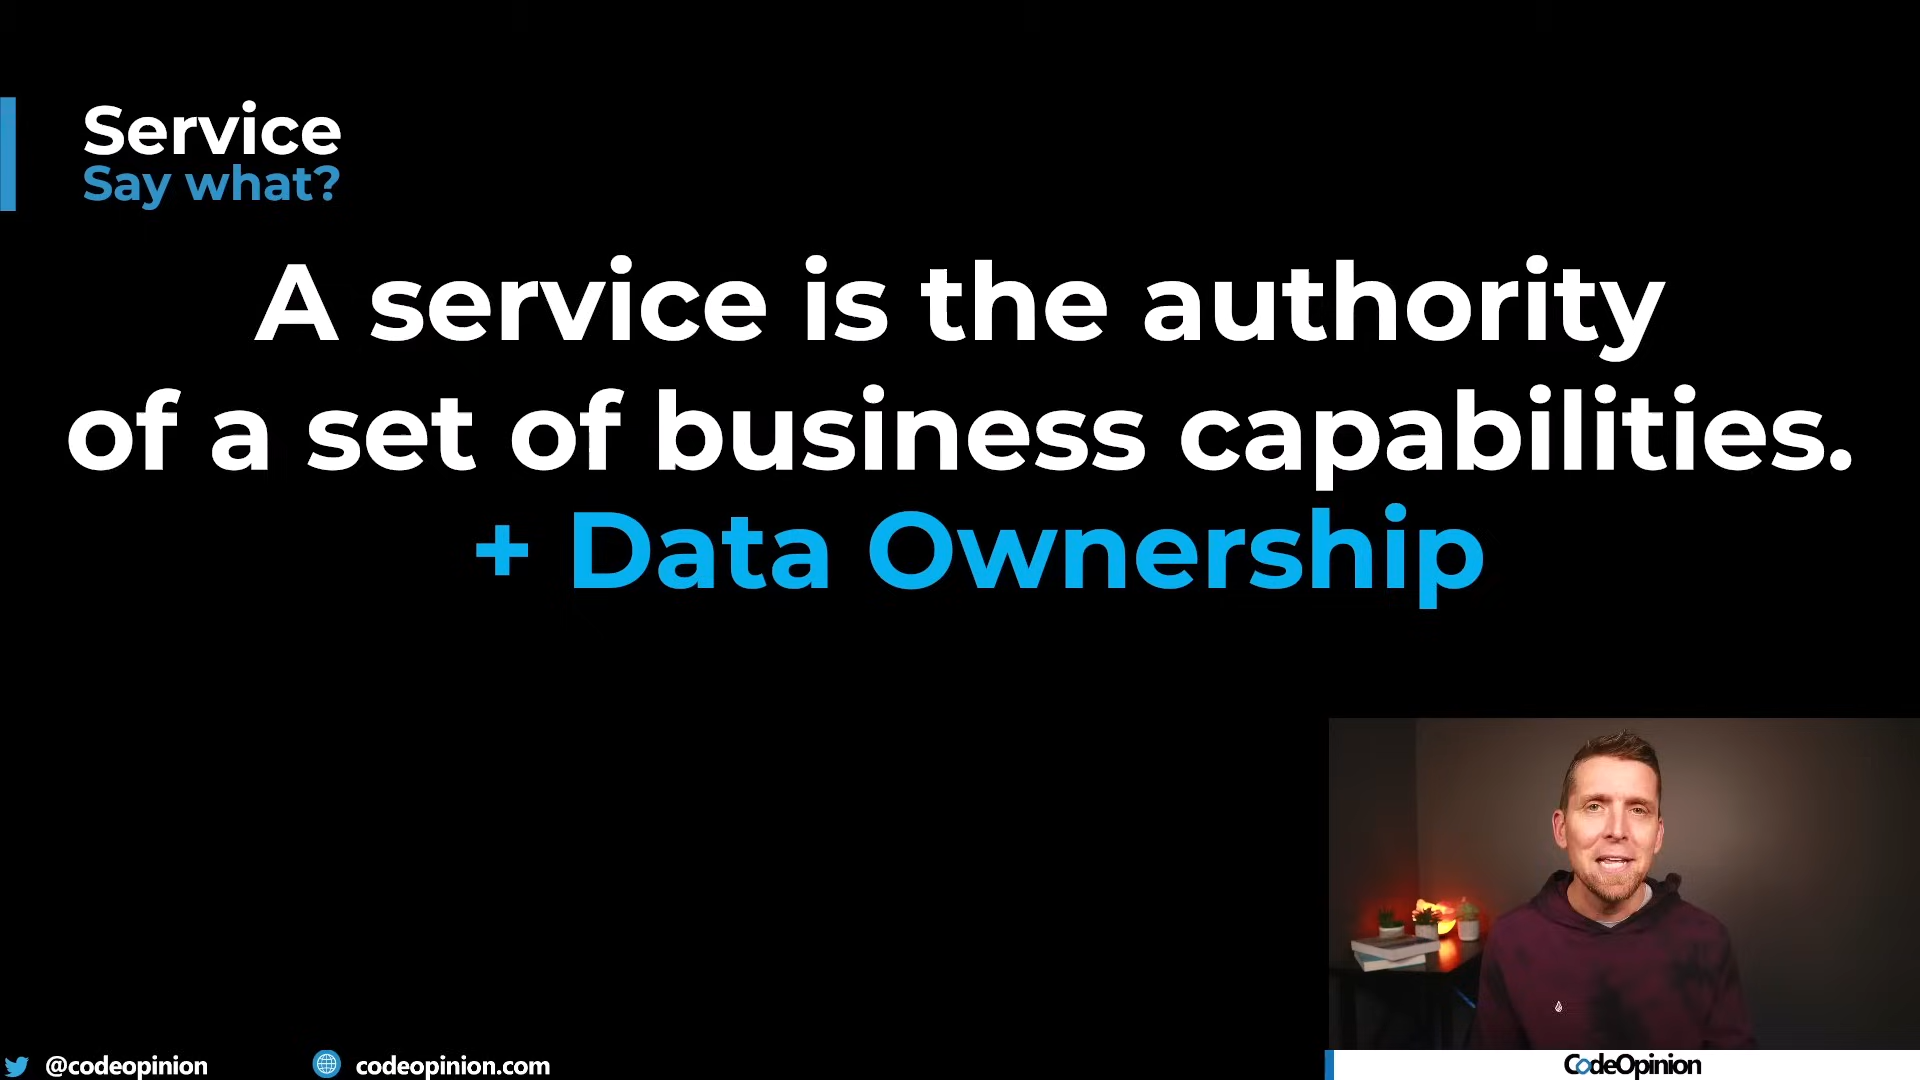 Service
Say what?
A service is the authority
of a set of business capabilities.
+ Data Ownership
@codeopinion
codeopinion.com
CodeOpinion